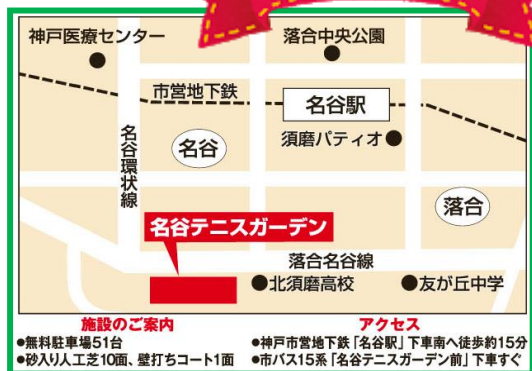 神戸医療センター
落合中央公園
市営地下鉄
名谷駅
名谷環状線
名谷
須磨パティオ
落合
名谷テニスガーデン
落合名谷線
北須磨高校
友が丘中学
施設のご案内
●無料駐車場51台
●砂入り人工芝10面、壁打ちコート1面
アクセス
●神戸市営地下鉄「名谷駅」下車南へ徒歩約15分
●市バス15系「名谷テニスガーデン前」下車すぐ